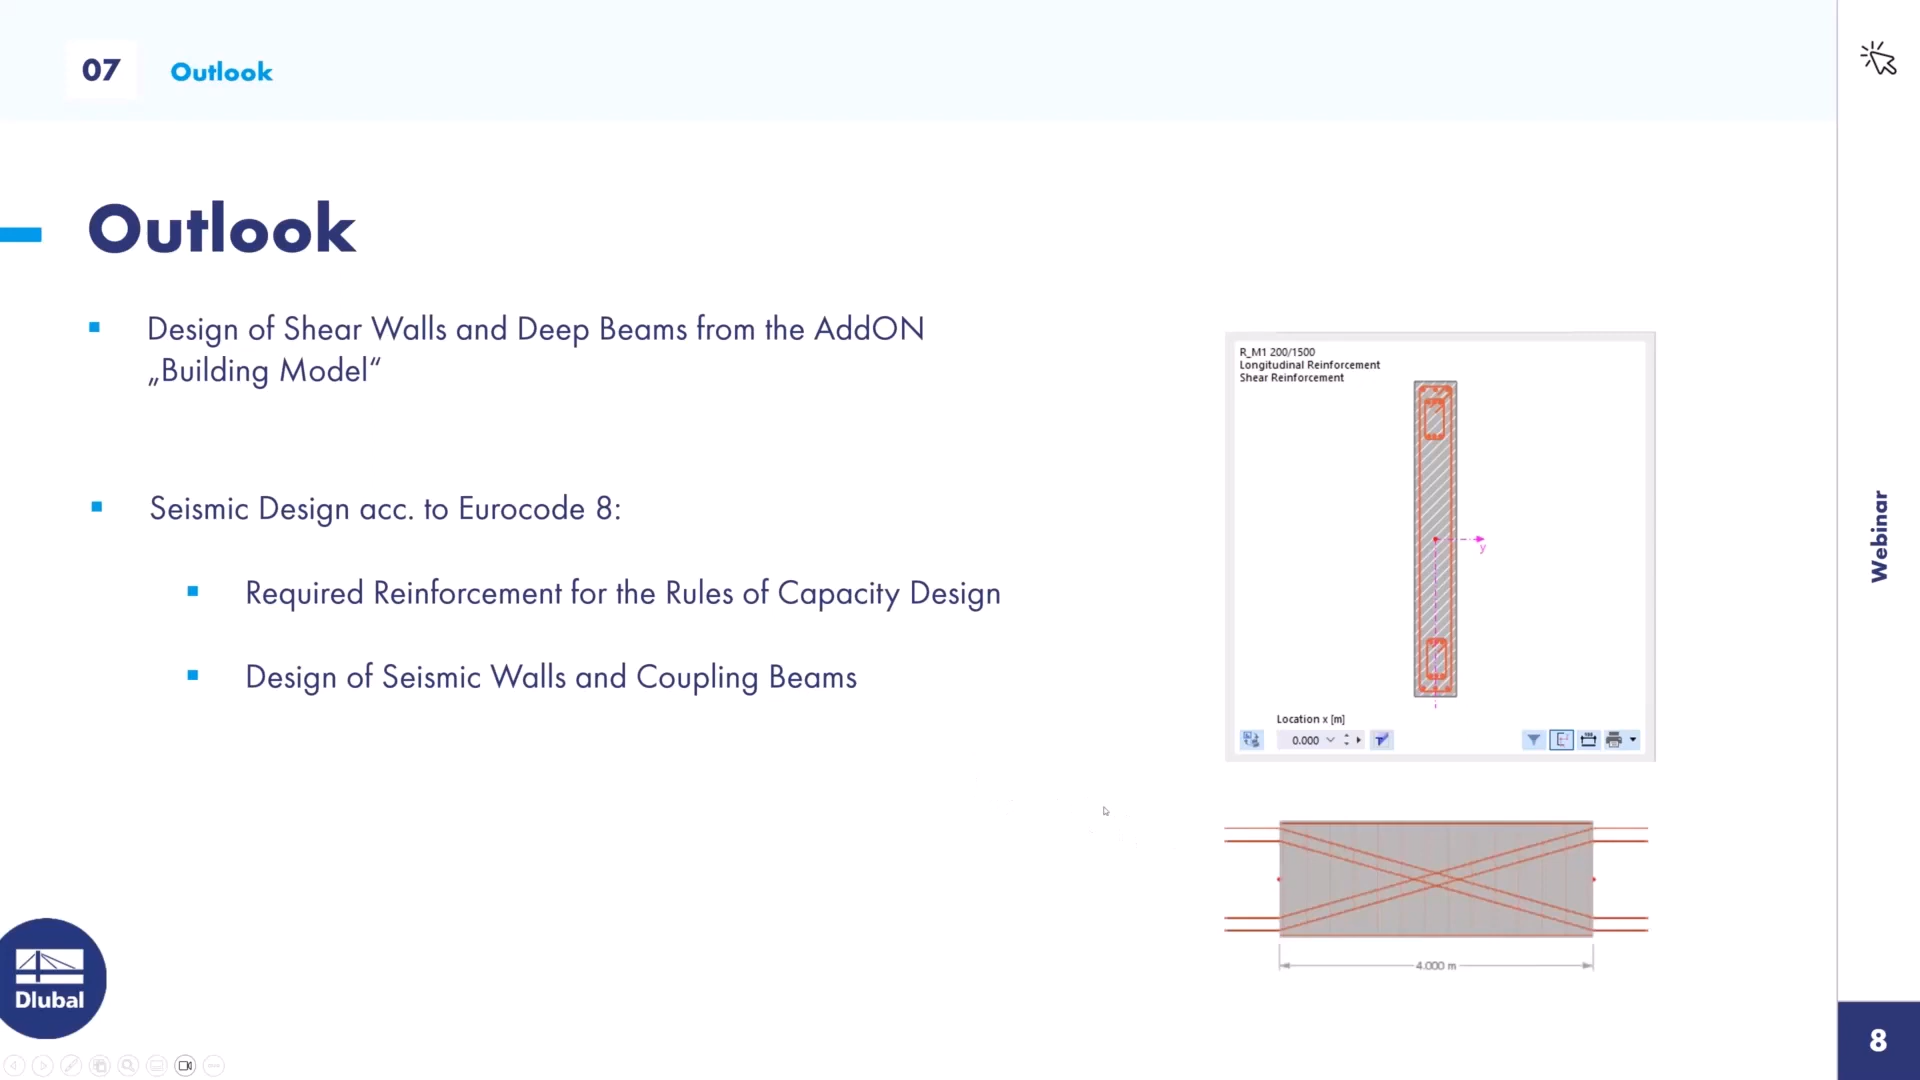 07
Outlook
Outlook
Design of Shear Walls and Deep Beams from the AddON
„Building Model“
Seismic Design acc. to Eurocode 8:
Required Reinforcement for the Rules of Capacity Design
Design of Seismic Walls and Coupling Beams
R_M1 200/1500
Longitudinal Reinforcement
Shear Reinforcement
y
Location x [m]
0.000
4.000 m
Webinar
Dlubal
8